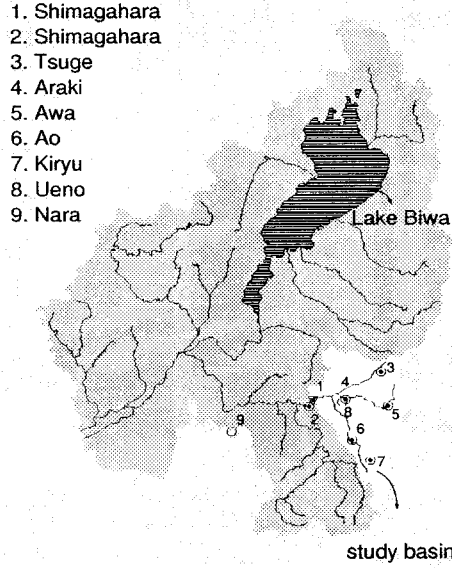 1. Shimagahara
2. Shimagahara
3. Tsuge
4. Araki
5. Awa
6. Ao
7. Kiryu
8. Ueno
9. Nara
Lake Biwa
3
1 4
5
2 8
9
6
7
study basin